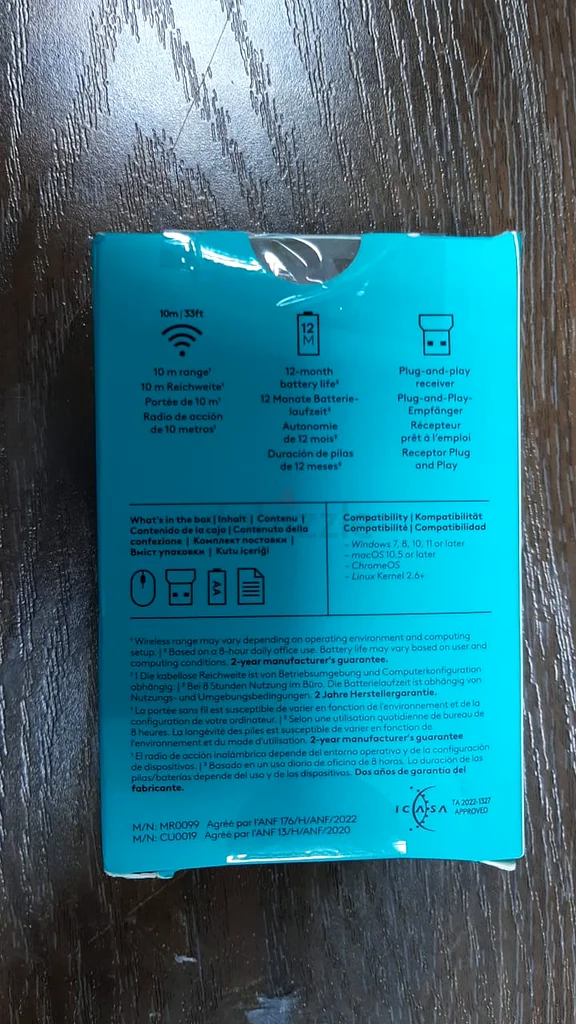 10m | 33ft
10 m range¹
10 m Reichweite¹
Portée de 10 m¹
Radio de acción
de 10 metros¹
12
M
12-month
battery life²
12 Monate Batterie-
laufzeit²
Autonomie
de 12 mois²
Duración de pilas
de 12 meses²
Plug-and-play
receiver
Plug-and-Play-
Empfänger
Récepteur
prêt à l'emploi
Receptor Plug
and Play
What's in the box | Inhalt | Contenu |
Contenido de la caja | Contenuto della
confezione | Комплект поставки |
Вміст упаковки | Kutu içeriği
AA
Compatibility | Kompatibilität
Compatibilité | Compatibilidad
- Windows 7, 8, 10, 11 or later
- macOS 10.5 or later
- ChromeOS
- Linux Kernel 2.6+
¹ Wireless range may vary depending on operating environment and computing
setup. | ² Based on a 8-hour daily office use. Battery life may vary based on user and
computing conditions. 2-year manufacturer's guarantee.
¹ Die kabellose Reichweite ist von Betriebsumgebung und Computerkonfiguration
abhängig. | ² Bei 8 Stunden Nutzung im Büro. Die Batterielaufzeit ist abhängig von
Nutzungs- und Umgebungsbedingungen. 2 Jahre Herstellergarantie.
¹ La portée sans fil est susceptible de varier en fonction de l'environnement et de la
configuration de votre ordinateur. | ² Selon une utilisation quotidienne de bureau de
8 heures. La longévité des piles est susceptible de varier en fonction de
l'environnement et du mode d'utilisation. 2-year manufacturer's guarantee
¹ El radio de acción inalámbrica depende del entorno operativo y de la configuración
de dispositivos. | ² Basado en un uso diario de oficina de 8 horas. La duración de las
pilas/baterías depende del uso y de los dispositivos. Dos años de garantía del
fabricante.
M/N: MR0099 Agréé par l'ANF 176/H/ANF/2022
M/N: CU0019 Agréé par l'ANF 13/H/ANF/2020
ICASA
TA 2022-1327
APPROVED